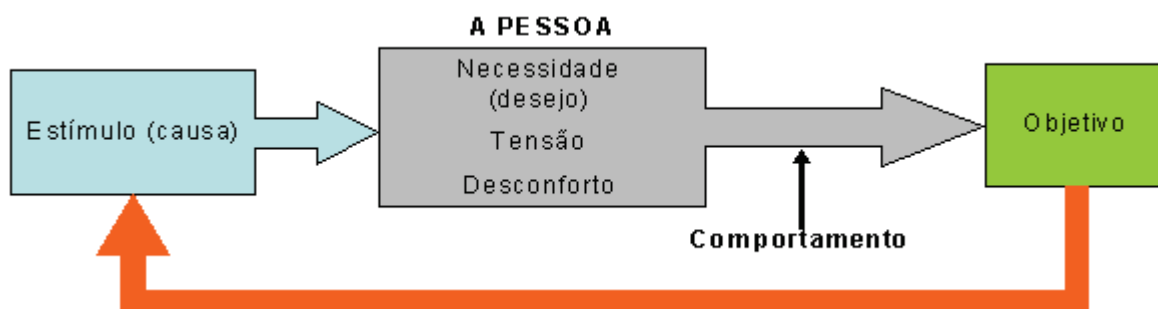 A PESSOA
Estímulo (causa)
Necessidade
(desejo)
Tensão
Desconforto
Objetivo
Comportamento